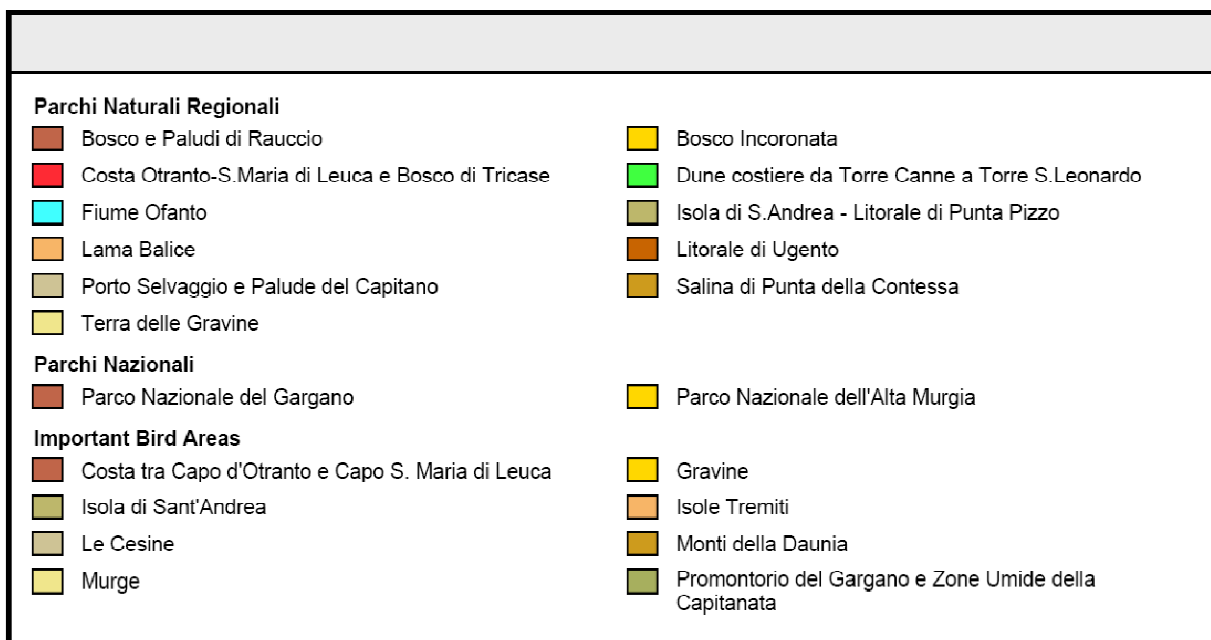 Parchi Naturali Regionali
Bosco e Paludi di Rauccio
Bosco Incoronata
Costa Otranto-S.Maria di Leuca e Bosco di Tricase
Dune costiere da Torre Canne a Torre S.Leonardo
Fiume Ofanto
Isola di S.Andrea - Litorale di Punta Pizzo
Lama Balice
Litorale di Ugento
Porto Selvaggio e Palude del Capitano
Salina di Punta della Contessa
Terra delle Gravine
Parchi Nazionali
Parco Nazionale del Gargano
Parco Nazionale dell'Alta Murgia
Important Bird Areas
Costa tra Capo d'Otranto e Capo S. Maria di Leuca
Gravine
Isola di Sant'Andrea
Isole Tremiti
Le Cesine
Monti della Daunia
Murge
Promontorio del Gargano e Zone Umide della
Capitanata